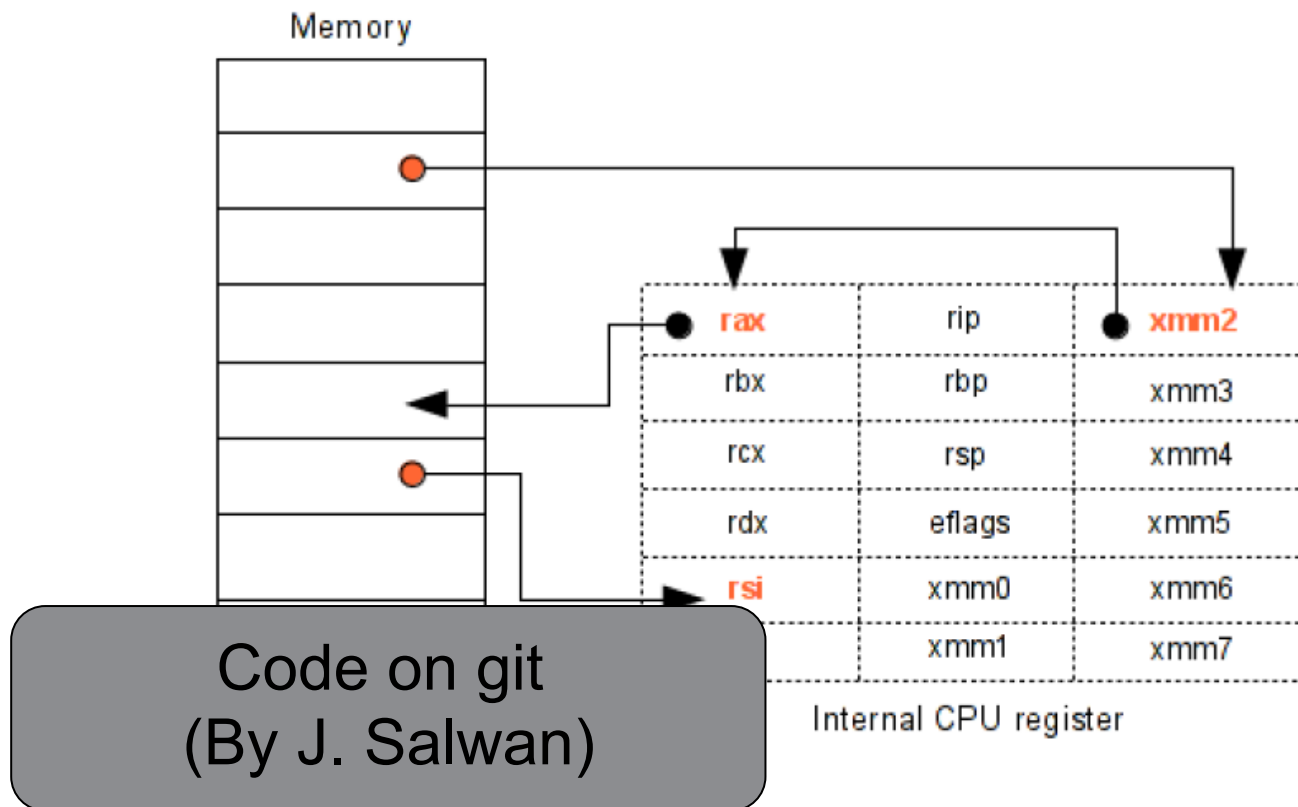 Memory
rax rip xmm2
rbx rbp xmm3
rcx rsp xmm4
rdx eflags xmm5
rsi xmm0 xmm6
xmm1 xmm7
Internal CPU register
Code on git
(By J. Salwan)